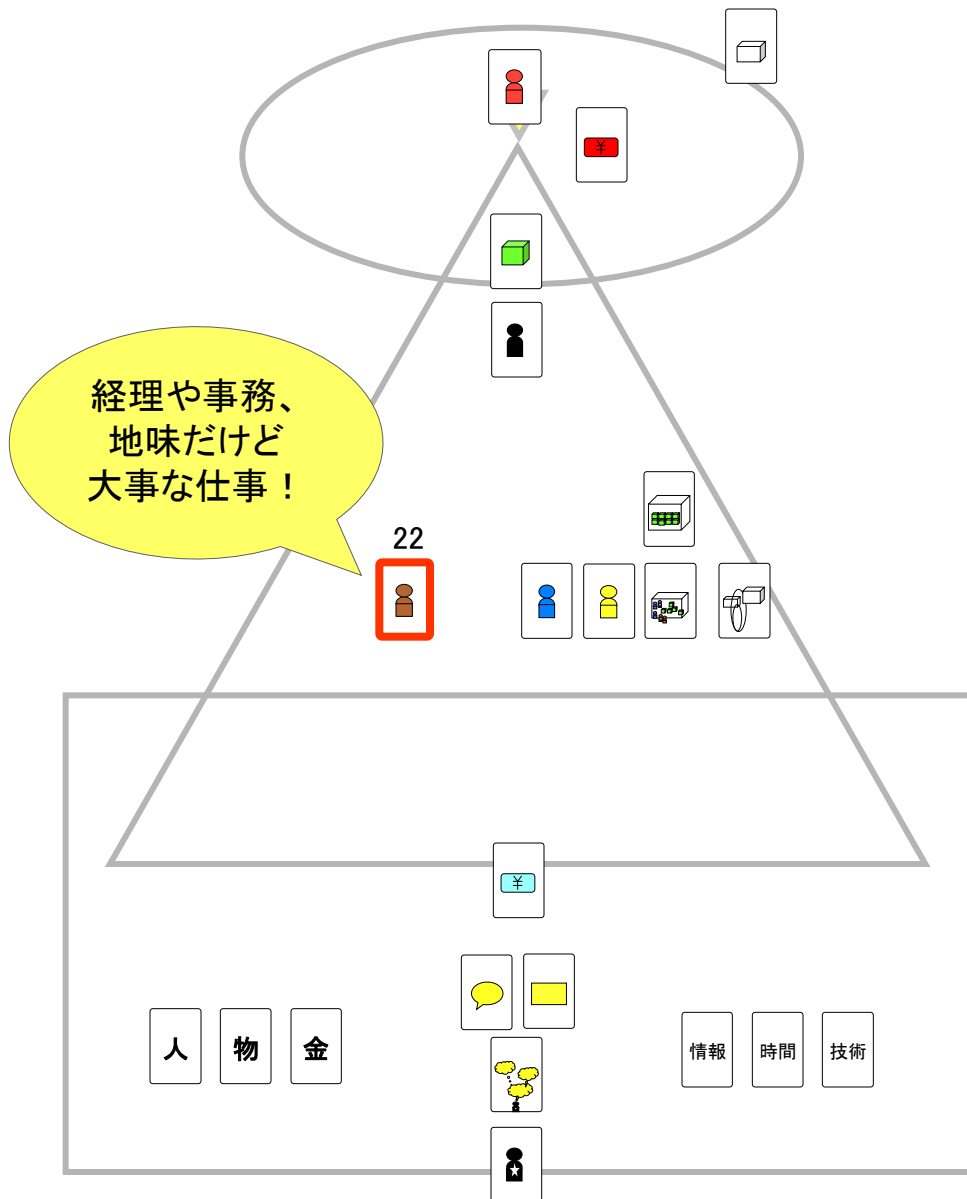 ¥
経理や事務、
地味だけど
大事な仕事！
22
¥
人 物 金
情報 時間 技術